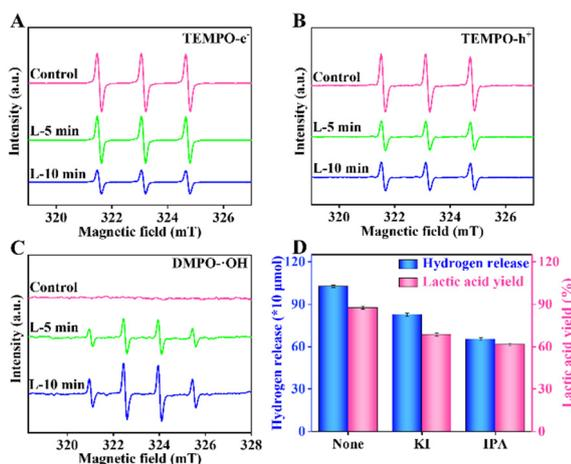 A
TEMPO-e⁻
Control
L-5 min
L-10 min
Intensity (a.u.)
320 322 324 326
Magnetic field (mT)
B
TEMPO-h⁺
Control
L-5 min
L-10 min
Intensity (a.u.)
320 322 324 326
Magnetic field (mT)
C
DMPO-·OH
Control
L-5 min
L-10 min
Intensity (a.u.)
320 322 324 326 328
Magnetic field (mT)
D
Hydrogen release
Lactic acid yield
Hydrogen release (*10 μmol)
120
90
60
30
0
None KI IPA
120
90
60
30
0
Lactic acid yield (%)